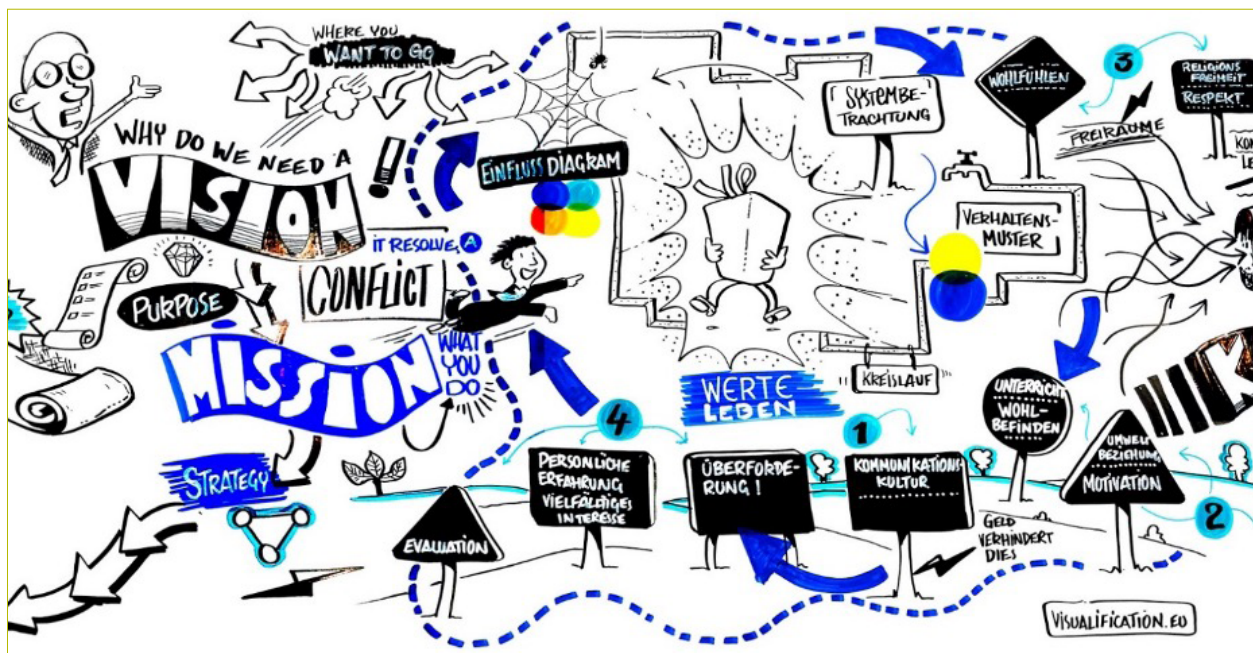 WHERE YOU
WANT TO GO
WHY DO WE NEED A
VISION
IT RESOLVE, A
CONFLICT
PURPOSE
MISSION
WHAT
YOU
DO
STRATEGY
EINFLUSS DIAGRAM
SYSTEMBE-
TRACHTUNG
WOHLFÜHLEN
3
RELIGIONS
FREIHEIT
RESPEKT
FREIRÄUME
VERHALTENS-
MUSTER
KREISLAUF
WERTE
LEBEN
4
PERSÖNLICHE
ERFAHRUNG
VIELFÄLTIGES
INTERESSE
ÜBERFORDE-
RUNG!
1
KOMMUNIKATIONS
KULTUR
UNTERRICHT
WOHL-
BEFINDEN
UMWELT
BEZIEHUNG
MOTIVATION
2
GELD
VERHINDERT
DIES
EVALUATION
VISUALIFICATION.EU